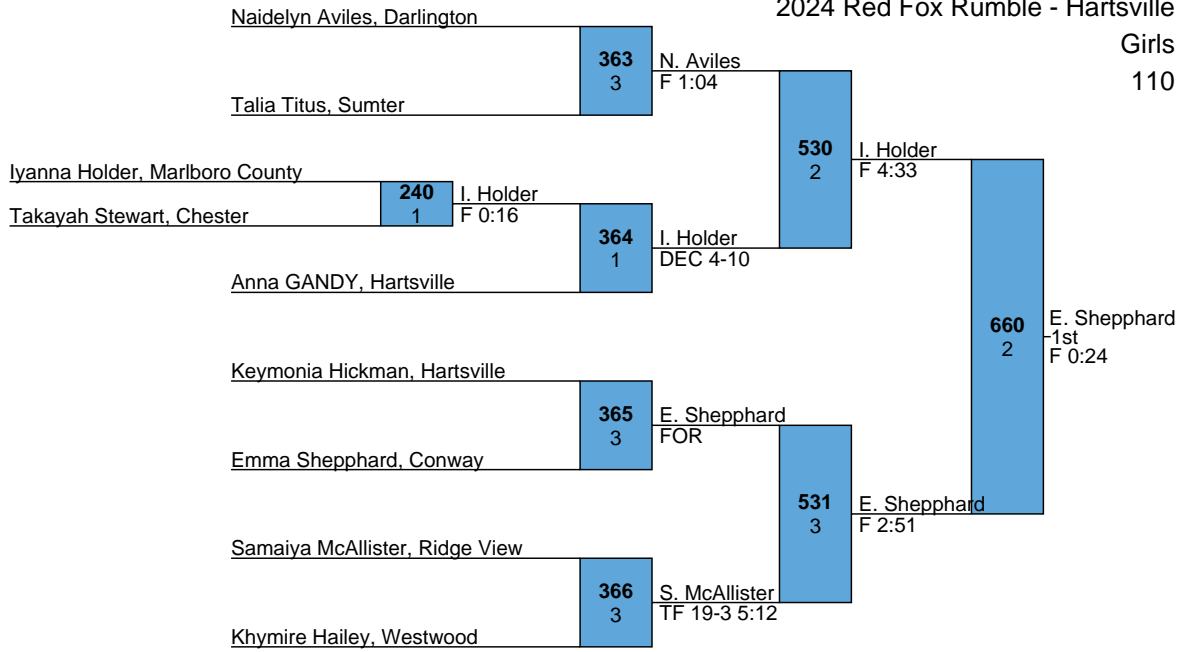 2024 Red Fox Rumble - Hartsville
Girls
110
Naidelyn Aviles, Darlington
363
3
N. Aviles
F 1:04
Talia Titus, Sumter
530
2
I. Holder
F 4:33
Iyanna Holder, Marlboro County
240
1
I. Holder
F 0:16
Takayah Stewart, Chester
364
1
I. Holder
DEC 4-10
Anna GANDY, Hartsville
660
2
E. Shepphard
1st
F 0:24
Keymonia Hickman, Hartsville
365
3
E. Shepphard
FOR
Emma Shepphard, Conway
531
3
E. Shepphard
F 2:51
Samaiya McAllister, Ridge View
366
3
S. McAllister
TF 19-3 5:12
Khymire Hailey, Westwood